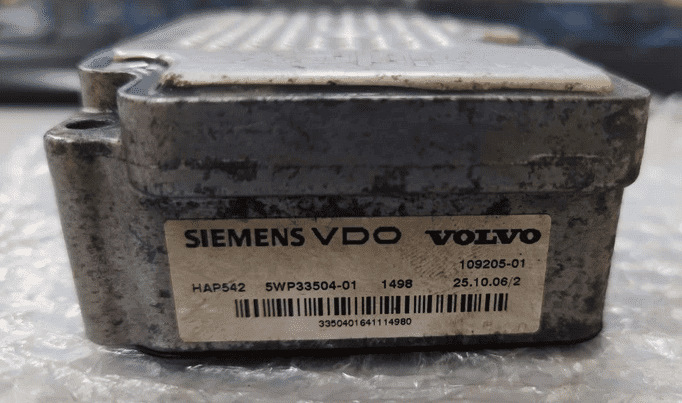 SIEMENS VDO VOLVO
109205-01
HAP542 5WP33504-01 1498 25.10.06/2
3350401641114980